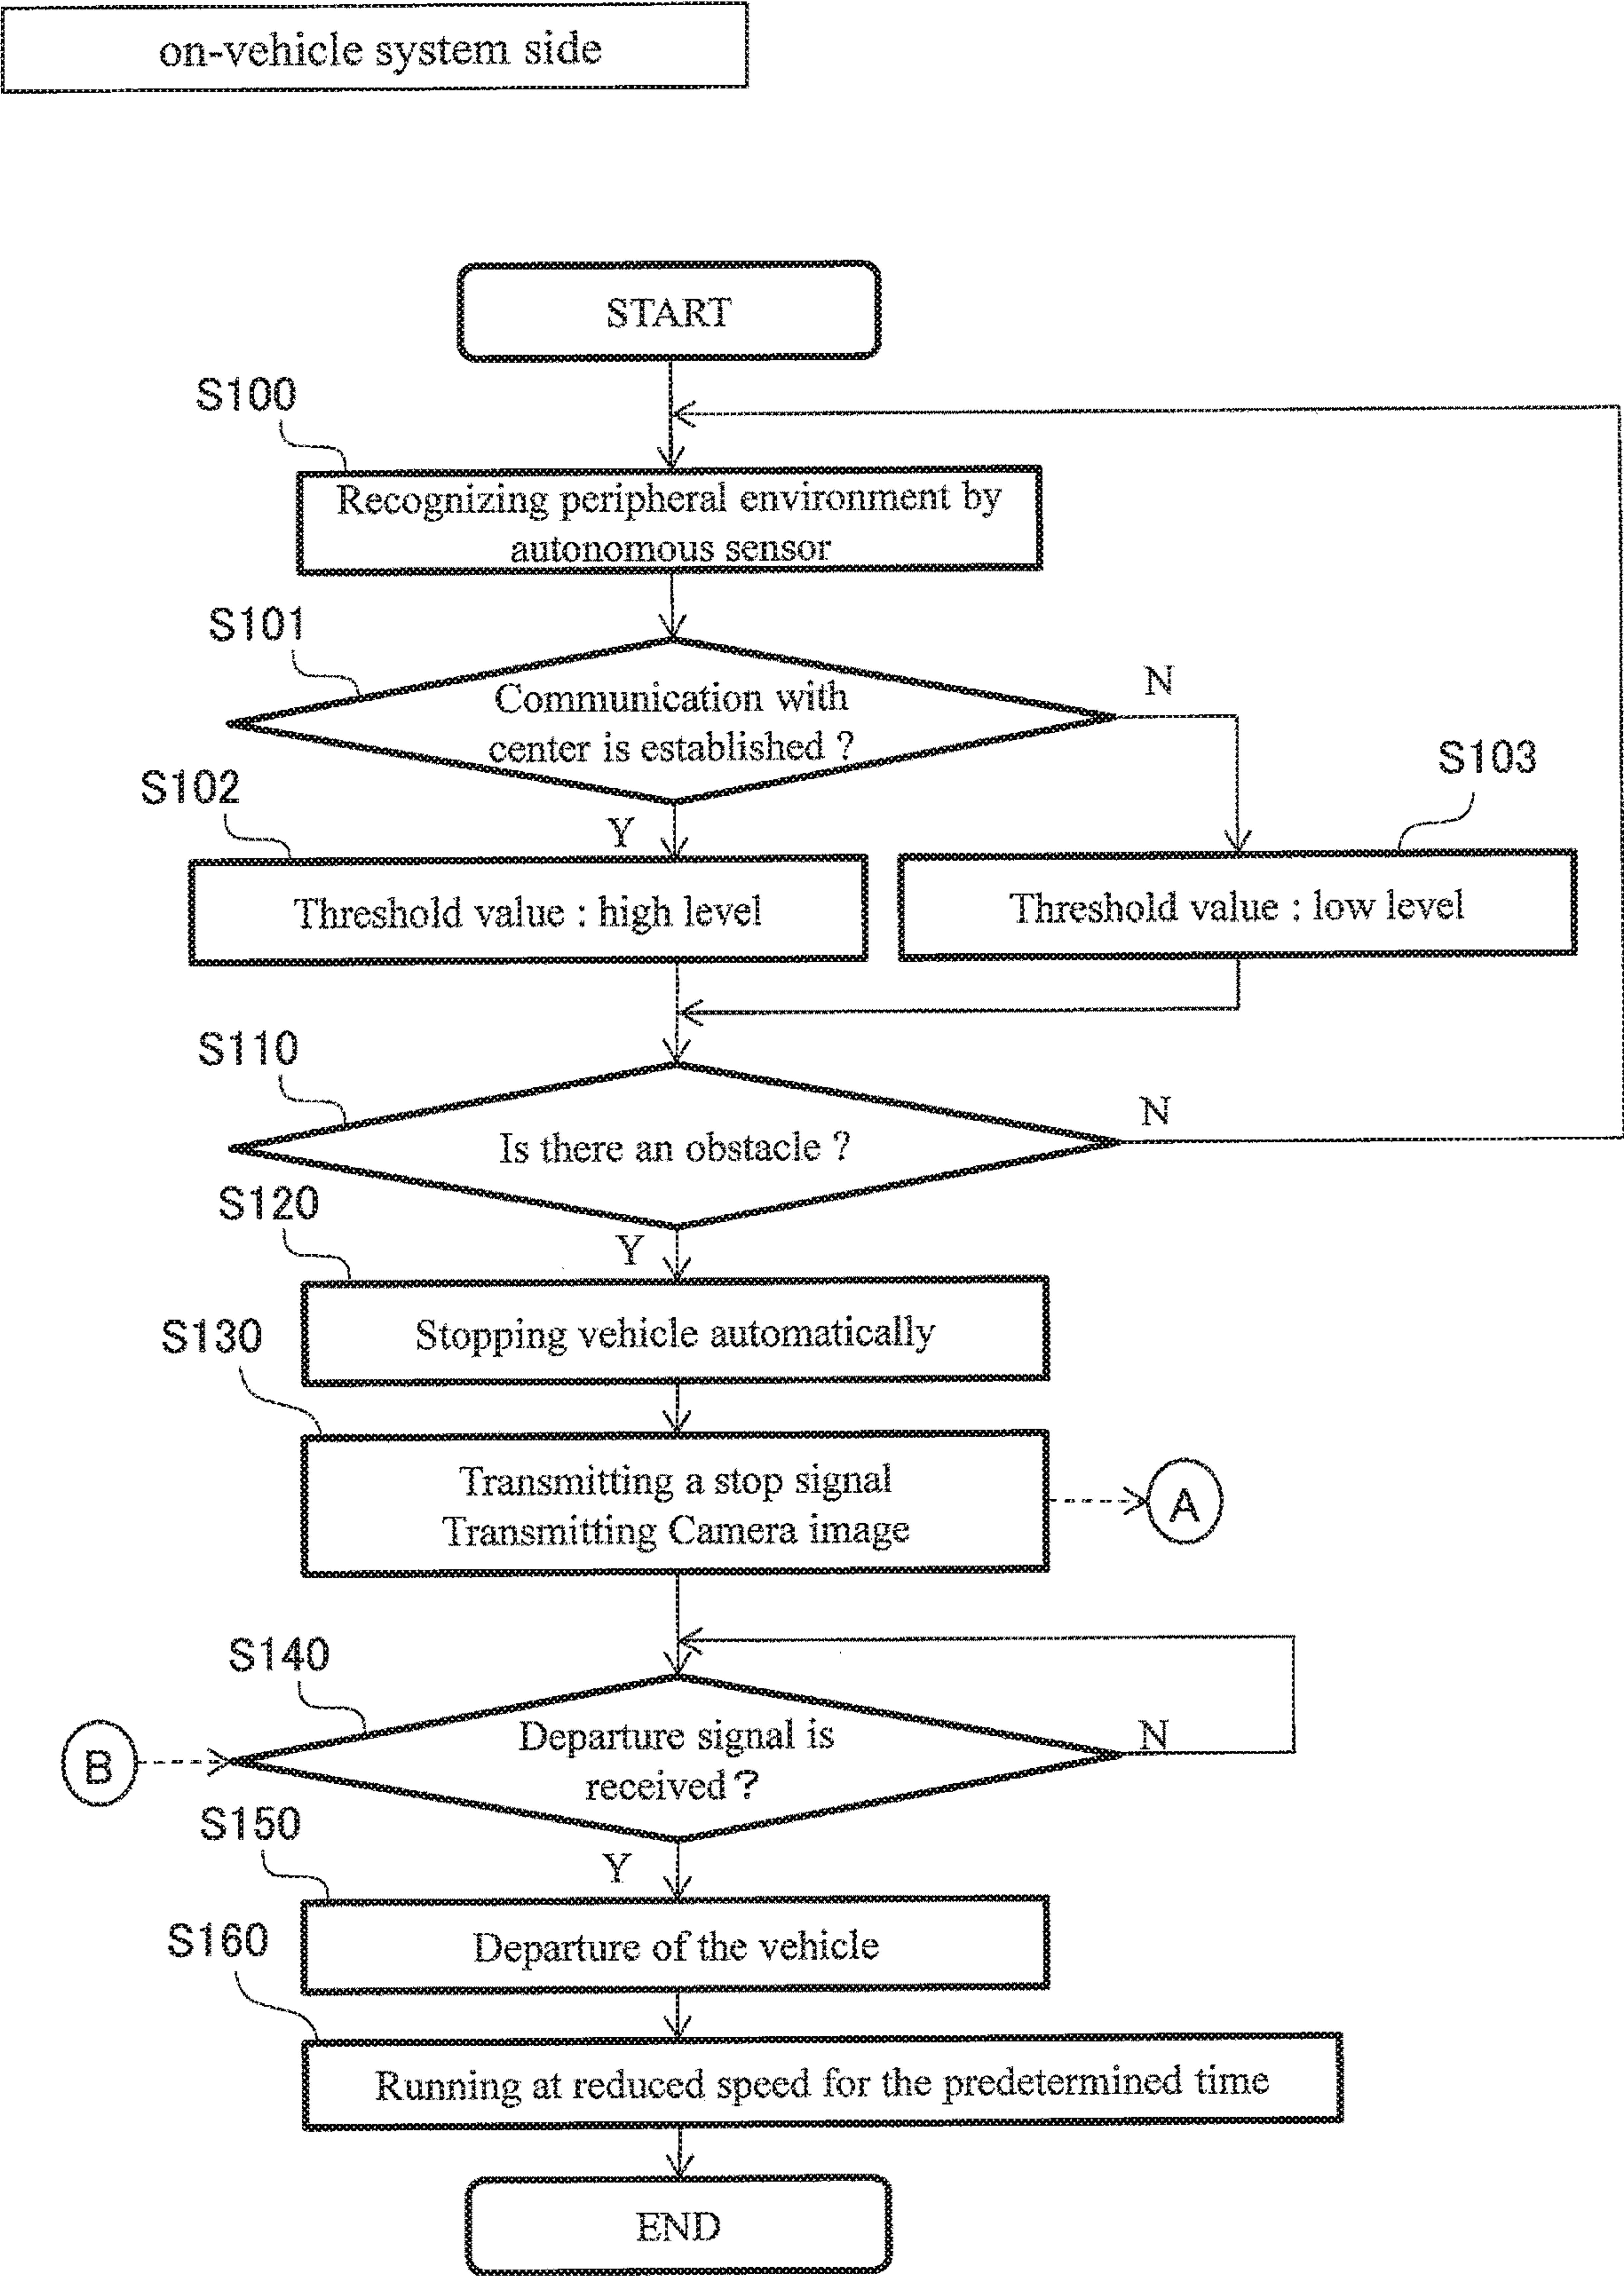 on-vehicle system side
START
S100
Recognizing peripheral environment by
autonomous sensor
S101
Communication with
center is established ?
N
S102
Y
S103
Threshold value : high level
Threshold value : low level
S110
Is there an obstacle ?
N
S120
Y
Stopping vehicle automatically
S130
Transmitting a stop signal
Transmitting Camera image
A
S140
Departure signal is
received ?
N
B
S150
Y
Departure of the vehicle
S160
Running at reduced speed for the predetermined time
END